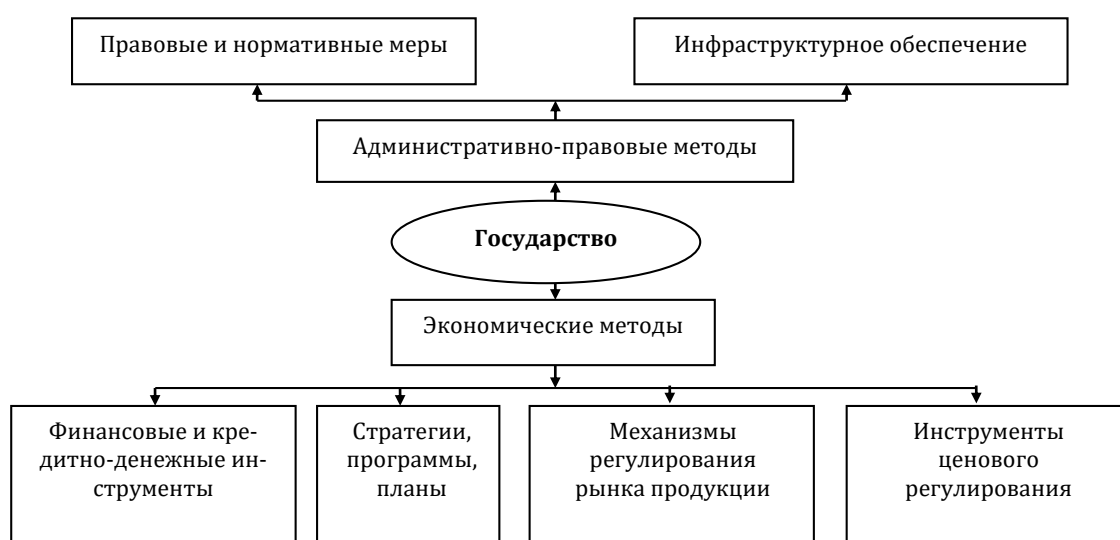 Правовые и нормативные меры
Инфраструктурное обеспечение
Административно-правовые методы
Государство
Экономические методы
Финансовые и кре-
дитно-денежные ин-
струменты
Стратегии,
программы,
планы
Механизмы
регулирования
рынка продукции
Инструменты
ценового
регулирования